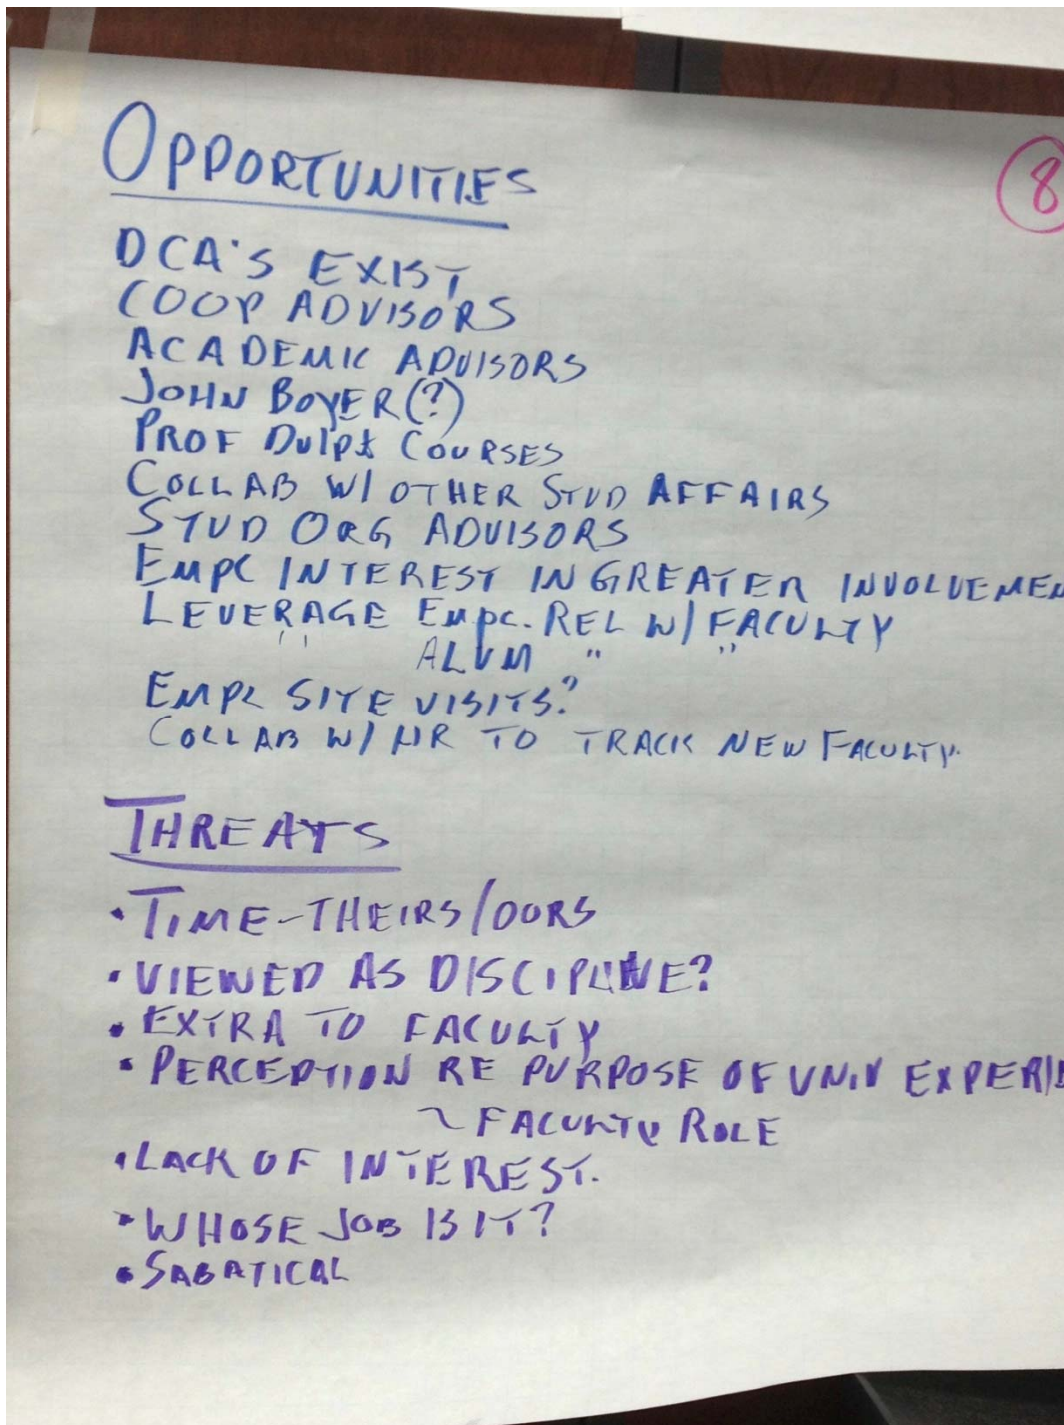 OPPORTUNITIES
8
DCA'S EXIST
COOP ADVISORS
ACADEMIC ADVISORS
JOHN BOYER(?)
PROF Dvlpt COURSES
COLLAB W/ OTHER STUD AFFAIRS
STUD ORG ADVISORS
EMPL INTEREST IN GREATER INVOLVEMEN
LEVERAGE EMPL. REL W/ FACULTY
" ALUM " "
EMPL SITE VISITS?
COLLAB W/ HR TO TRACK NEW FACULTY.
THREATS
• TIME-THEIRS/OURS
• VIEWED AS DISCIPLINE?
• EXTRA TO FACULTY
• PERCEPTION RE PURPOSE OF UNIV EXPERIE
~ FACULTY ROLE
• LACK OF INTEREST.
• WHOSE JOB IS IT?
• SABATICAL